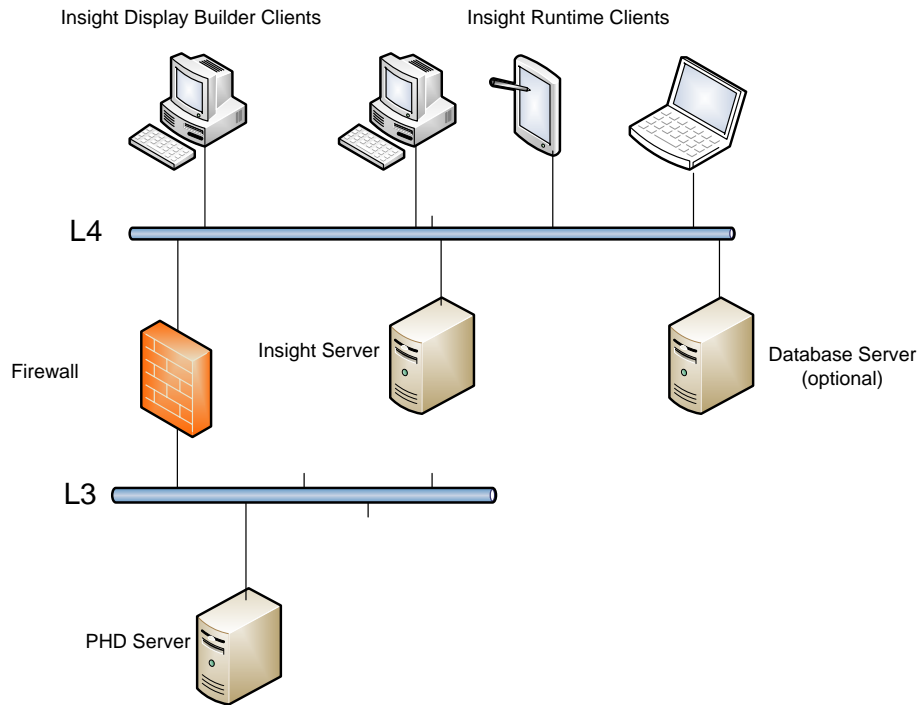 Insight Display Builder Clients
Insight Runtime Clients
L4
Firewall
Insight Server
Database Server
(optional)
L3
PHD Server